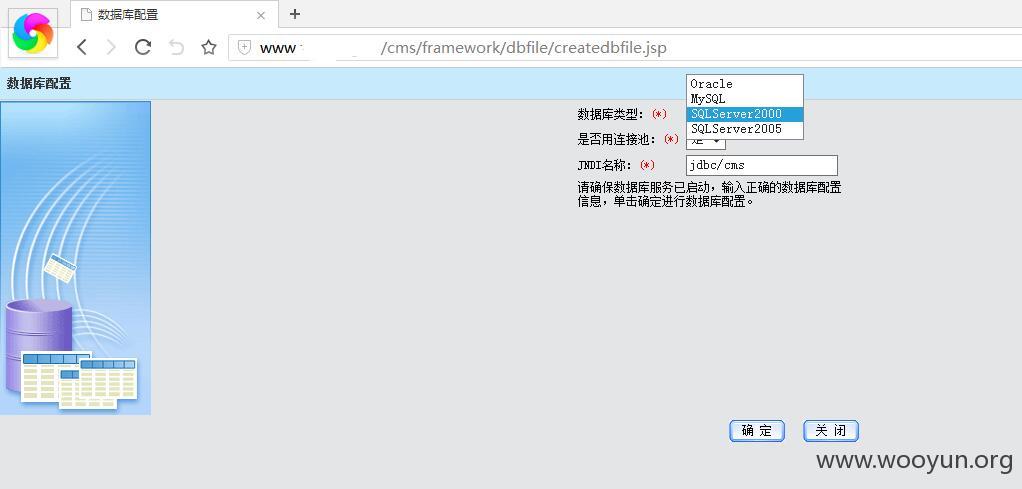 数据库配置
www
/cms/framework/dbfile/createdbfile.jsp
数据库配置
Oracle
MySQL
数据库类型：(*) SQLServer2000
SQLServer2005
是否用连接池：(*) 是
JNDI名称：(*) jdbc/cms
请确保数据库服务已启动，输入正确的数据库配置
信息，单击确定进行数据库配置。
确 定 关 闭
www.wooyun.org